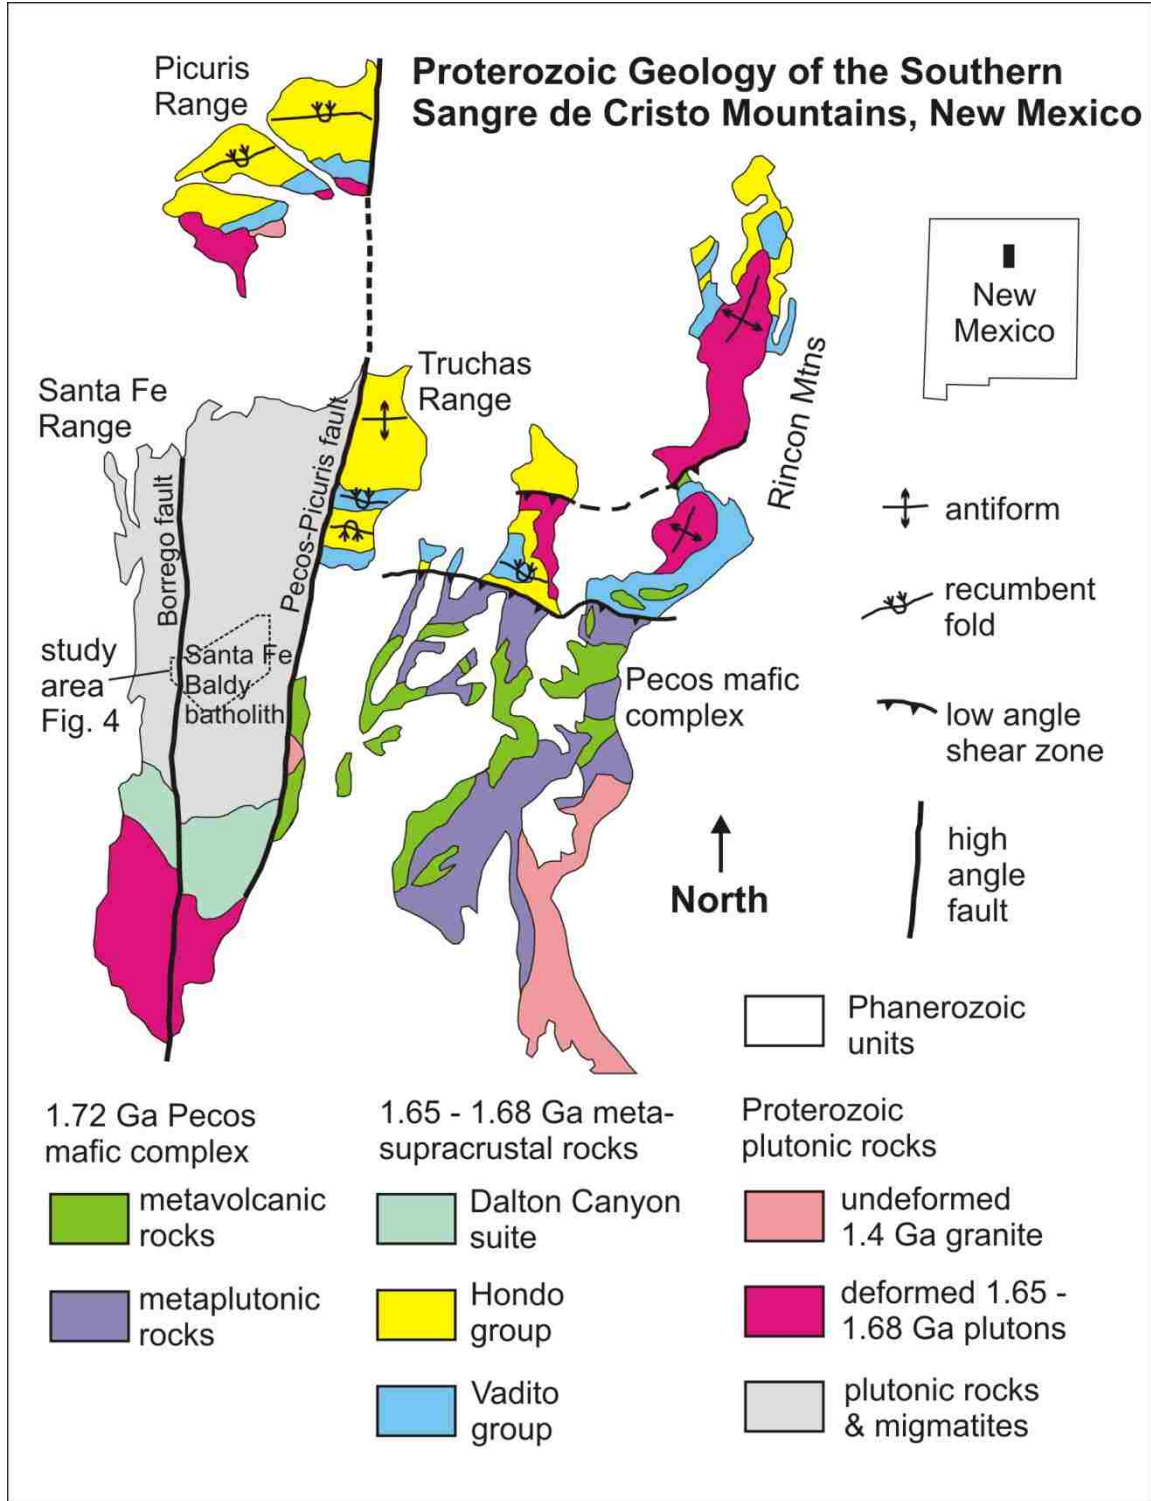 Proterozoic Geology of the Southern
Sangre de Cristo Mountains, New Mexico
Picuris
Range
New
Mexico
Truchas
Range
Santa Fe
Range
Rincon Mtns
Borrego fault
Pecos-Picuris fault
study
area
Fig. 4
Santa Fe
Baldy
batholith
Pecos mafic
complex
North
antiform
recumbent
fold
low angle
shear zone
high
angle
fault
Phanerozoic
units
1.72 Ga Pecos
mafic complex
metavolcanic
rocks
metaplutonic
rocks
1.65 - 1.68 Ga meta-
supracrustal rocks
Dalton Canyon
suite
Hondo
group
Vadito
group
Proterozoic
plutonic rocks
undeformed
1.4 Ga granite
deformed 1.65 -
1.68 Ga plutons
plutonic rocks
& migmatites